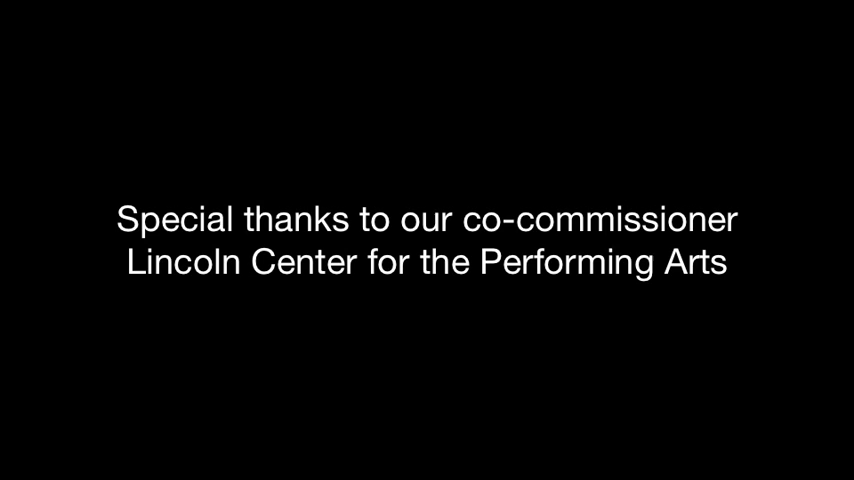 Special thanks to our co-commissioner
Lincoln Center for the Performing Arts